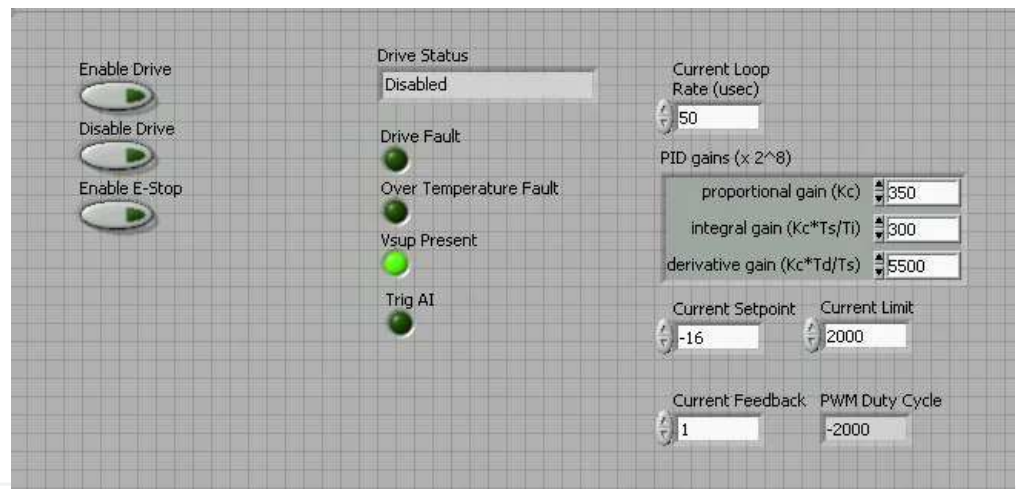 Enable Drive
Disable Drive
Enable E-Stop
Drive Status
Disabled
Drive Fault
Over Temperature Fault
Vsup Present
Trig AI
Current Loop
Rate (usec)
50
PID gains (x 2^8)
proportional gain (Kc) 350
integral gain (Kc*Ts/Ti) 300
derivative gain (Kc*Td/Ts) 5500
Current Setpoint Current Limit
-16 2000
Current Feedback PWM Duty Cycle
1 -2000